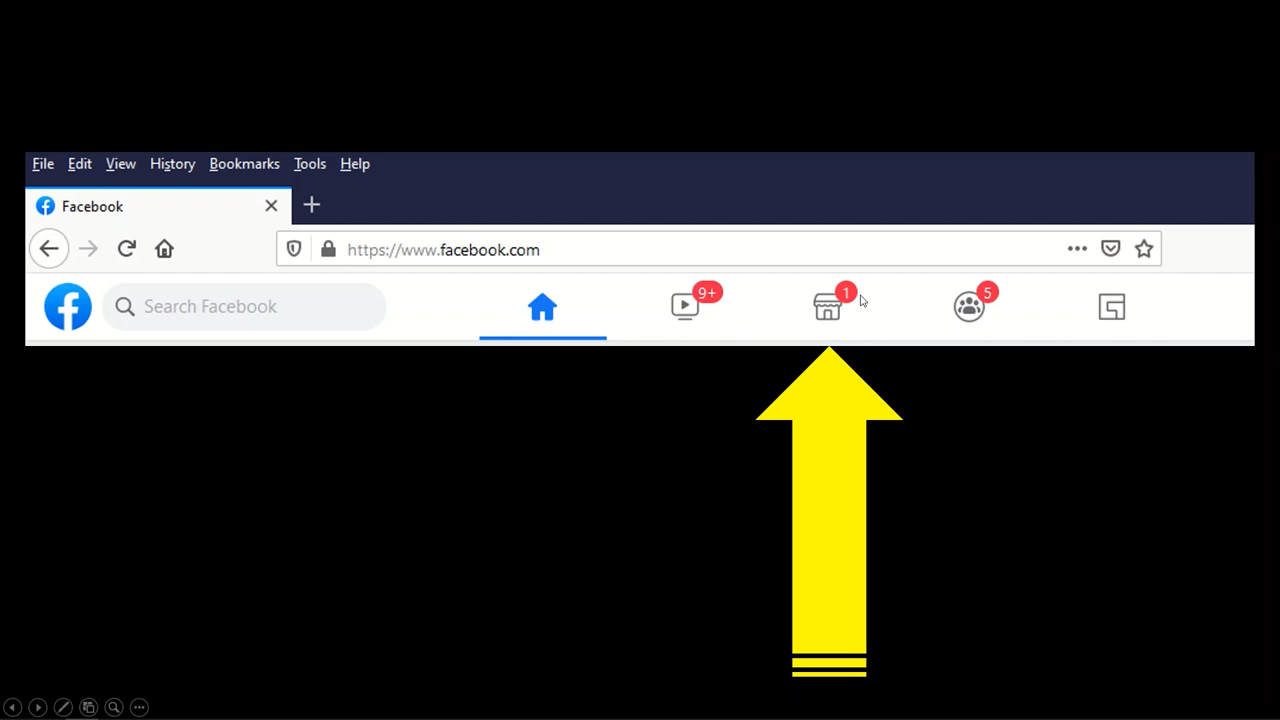 File Edit View History Bookmarks Tools Help
Facebook
https://www.facebook.com
Search Facebook 9+ 1 5